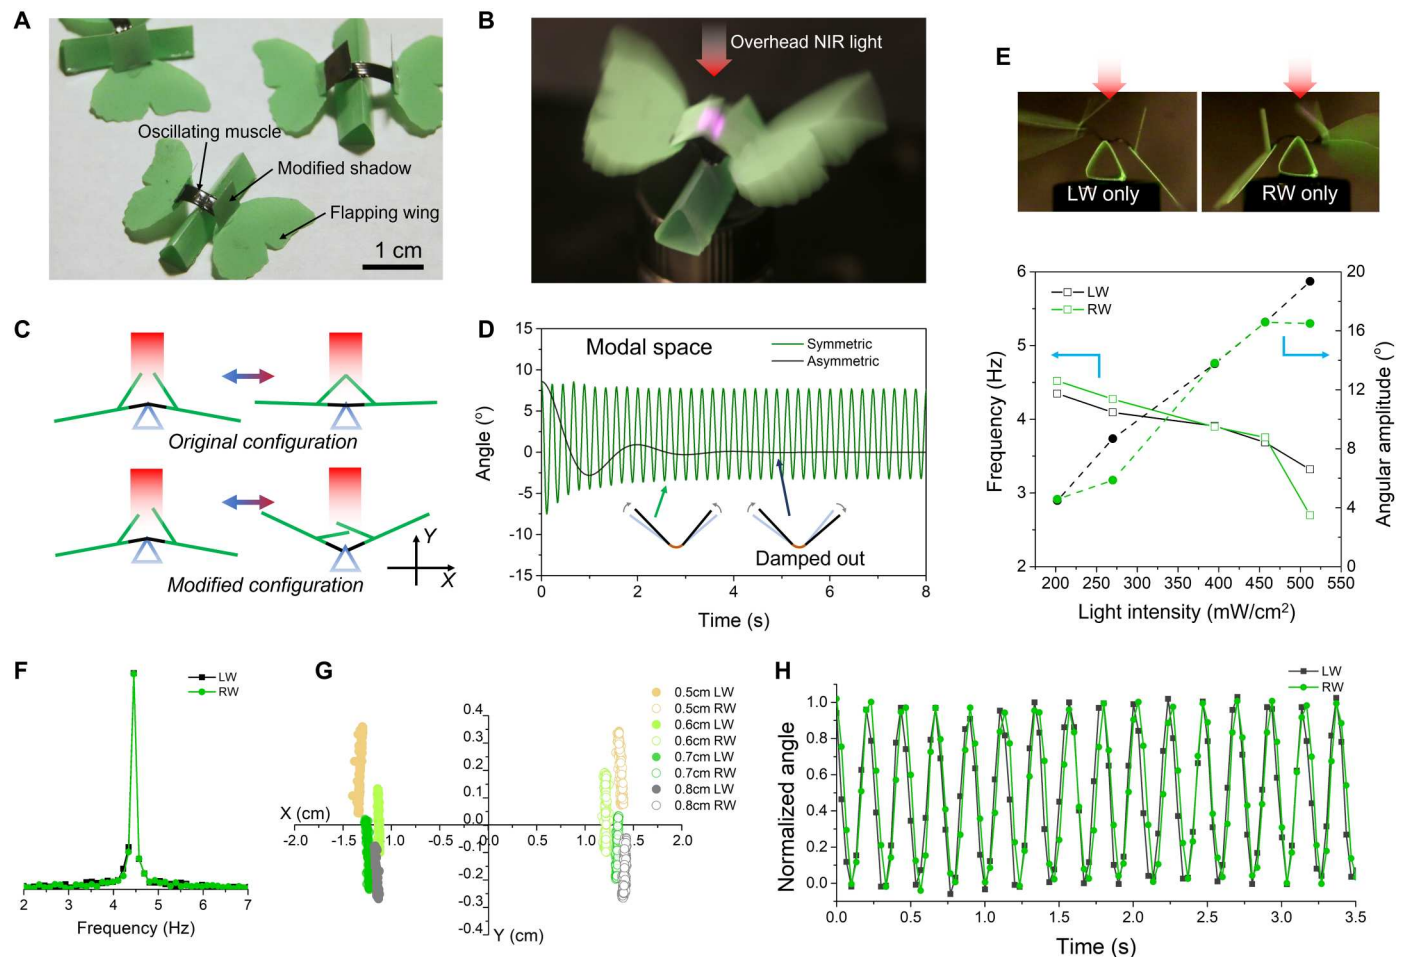 A
Oscillating muscle
Modified shadow
Flapping wing
1 cm
B
Overhead NIR light
C
Original configuration
Modified configuration
Y
X
D
Modal space
Symmetric
Asymmetric
15
10
5
0
-5
-10
-15
Angle (°)
Damped out
0 2 4 6 8
Time (s)
E
LW only
RW only
LW
RW
6
5
4
3
2
Frequency (Hz)
20
16
12
8
4
0
Angular amplitude (°)
200 250 300 350 400 450 500 550
Light intensity (mW/cm²)
F
LW
RW
2 3 4 5 6 7
Frequency (Hz)
G
0.5cm LW
0.5cm RW
0.6cm LW
0.6cm RW
0.7cm LW
0.7cm RW
0.8cm LW
0.8cm RW
0.4
0.3
0.2
0.1
0.0
-0.1
-0.2
-0.3
-0.4
X (cm)
-2.0 -1.5 -1.0 -0.5 0.0 0.5 1.0 1.5 2.0
Y (cm)
H
LW
RW
1.0
0.8
0.6
0.4
0.2
0.0
Normalized angle
0.0 0.5 1.0 1.5 2.0 2.5 3.0 3.5
Time (s)